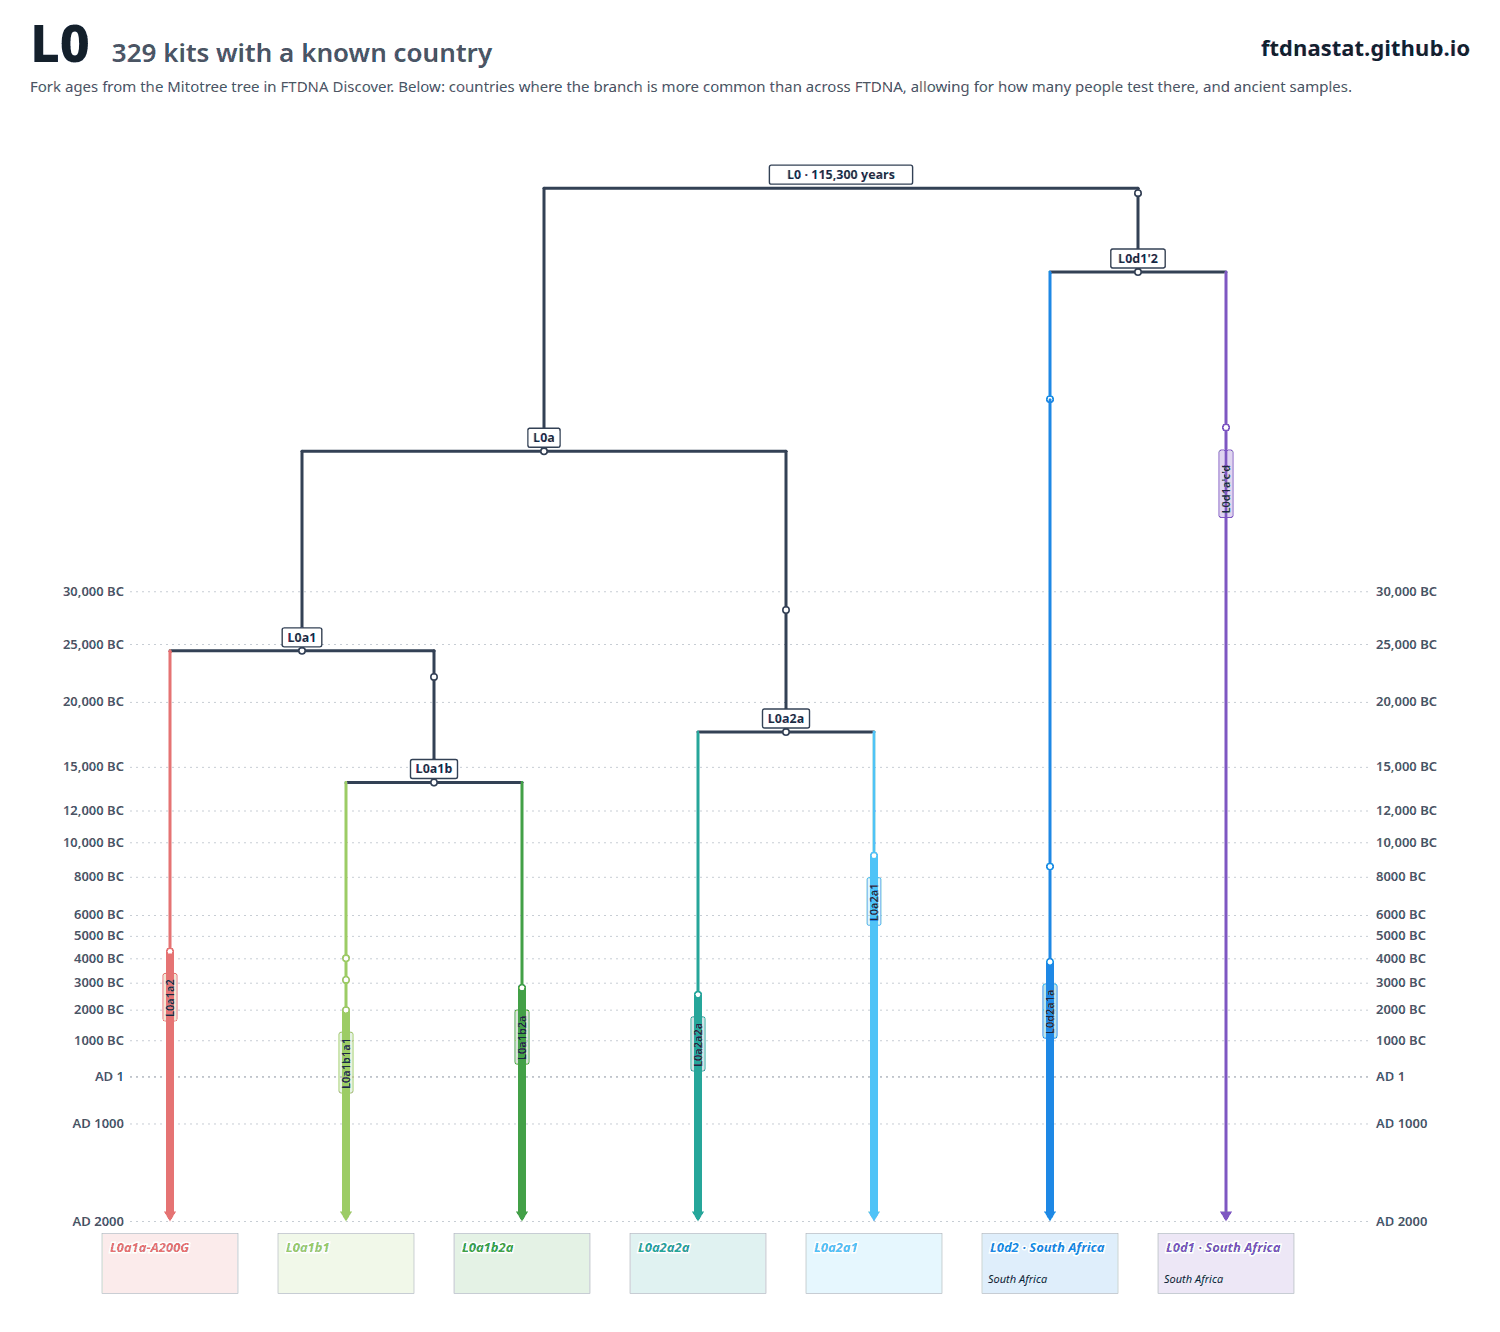 L0 329 kits with a known country
ftdnastat.github.io
Fork ages from the Mitotree tree in FTDNA Discover. Below: countries where the branch is more common than across FTDNA, allowing for how many people test there, and ancient samples.
L0 · 115,300 years
L0d1'2
L0a
L0d1a'c'd
30,000 BC 30,000 BC
L0a1
25,000 BC 25,000 BC
20,000 BC 20,000 BC
L0a2a
15,000 BC L0a1b 15,000 BC
12,000 BC 12,000 BC
10,000 BC 10,000 BC
8000 BC 8000 BC
L0a2a1
6000 BC 6000 BC
5000 BC 5000 BC
4000 BC 4000 BC
3000 BC 3000 BC
L0a1a2
2000 BC 2000 BC
L0d2a1a
L0a1b2a
1000 BC 1000 BC
L0a2a2a
L0a1b1a1
AD 1 AD 1
AD 1000 AD 1000
AD 2000 AD 2000
L0a1a-A200G
L0a1b1
L0a1b2a
L0a2a2a
L0a2a1
L0d2 · South Africa
South Africa
L0d1 · South Africa
South Africa